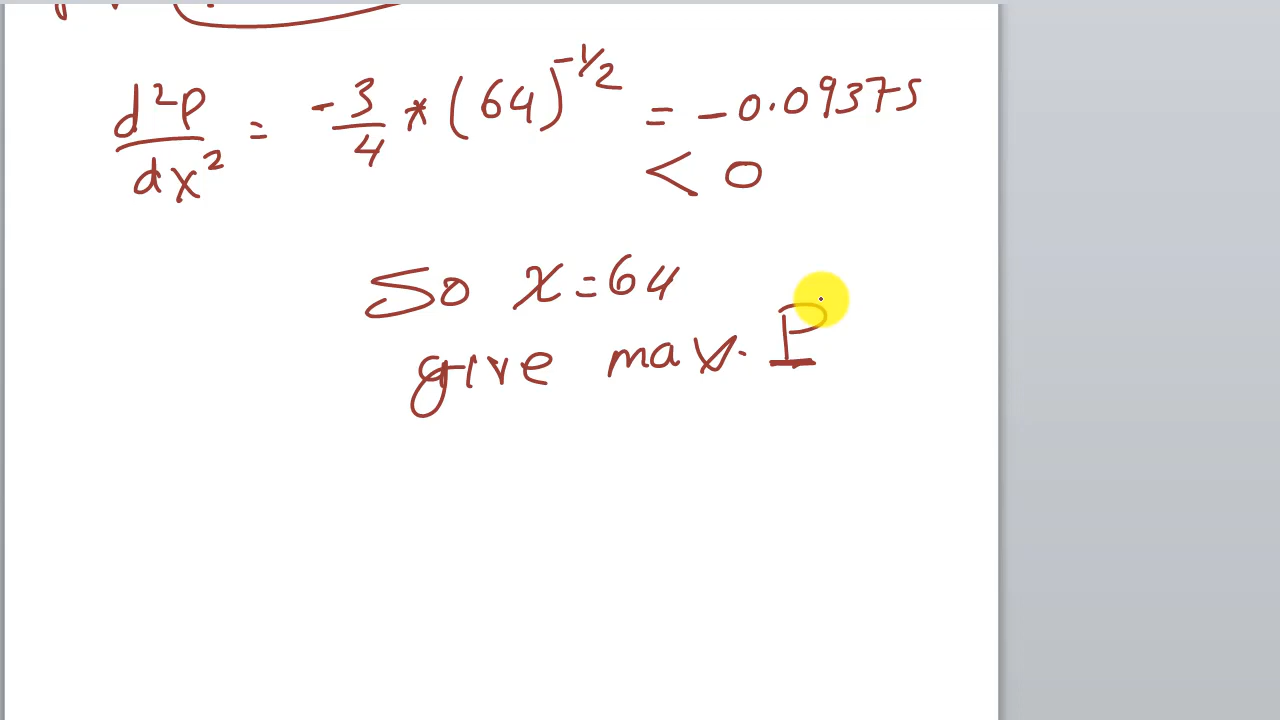 d²P/dx² = -3/4 * (64)^-1/2 = -0.09375
< 0
So x=64
give max. P